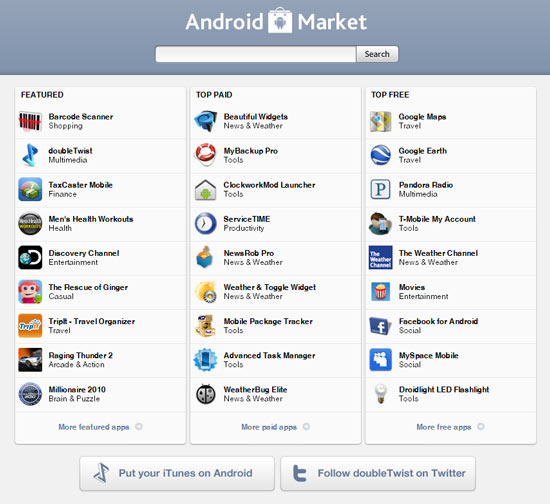 Android Market
Search
FEATURED
Barcode Scanner
Shopping
doubleTwist
Multimedia
TaxCaster Mobile
Finance
Men's Health Workouts
Health
Discovery Channel
Entertainment
The Rescue of Ginger
Casual
TripIt - Travel Organizer
Travel
Raging Thunder 2
Arcade & Action
Millionaire 2010
Brain & Puzzle
More featured apps
TOP PAID
Beautiful Widgets
News & Weather
MyBackup Pro
Tools
ClockworkMod Launcher
Tools
ServiceTIME
Productivity
NewsRob Pro
News & Weather
Weather & Toggle Widget
News & Weather
Mobile Package Tracker
Tools
Advanced Task Manager
Tools
WeatherBug Elite
News & Weather
More paid apps
TOP FREE
Google Maps
Travel
Google Earth
Travel
P
Pandora Radio
Multimedia
T-Mobile My Account
Tools
The
Weather
Channel
The Weather Channel
News & Weather
Movies
Entertainment
Facebook for Android
Social
MySpace Mobile
Social
Droidlight LED Flashlight
Tools
More free apps
Put your iTunes on Android
Follow doubleTwist on Twitter